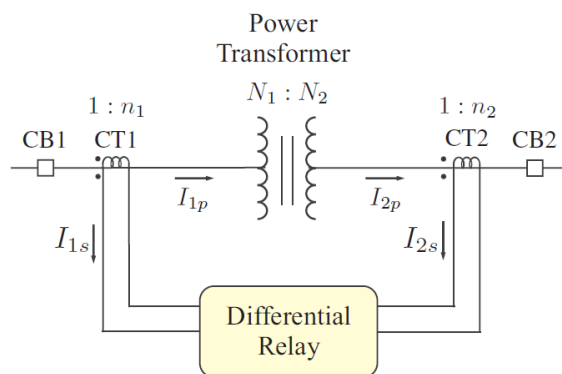 Power
Transformer
N₁ : N₂
1 : n₁
1 : n₂
CB1
CT1
CT2
CB2
I₁ₚ
I₂ₚ
I₁ₛ
I₂ₛ
Differential
Relay